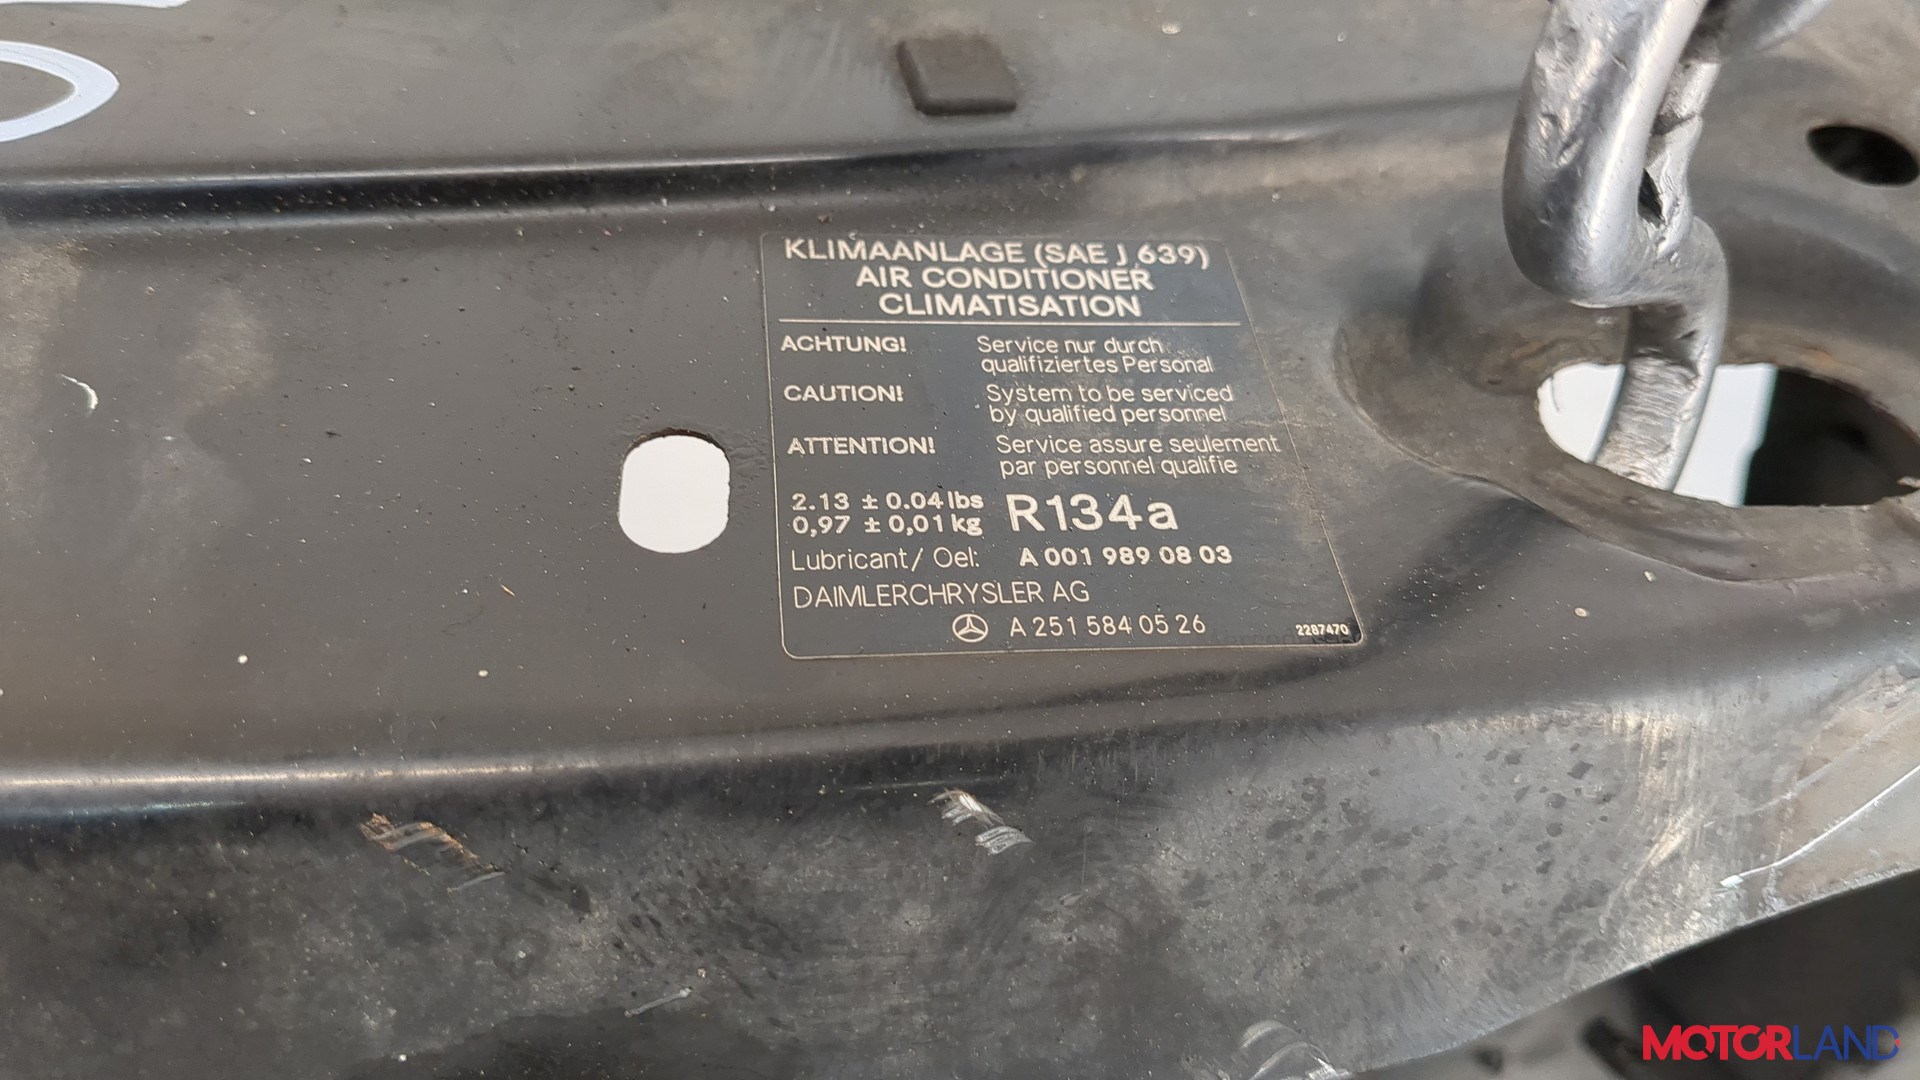 KLIMAANLAGE (SAE J 639)
AIR CONDITIONER
CLIMATISATION
ACHTUNG! Service nur durch
qualifiziertes Personal
CAUTION! System to be serviced
by qualified personnel
ATTENTION! Service assure seulement
par personnel qualifie
2.13 ± 0.04 lbs R134a
0,97 ± 0,01 kg
Lubricant/ Oel: A 001 989 08 03
DAIMLERCHRYSLER AG
A 251 584 05 26 2287470
MOTORLAND